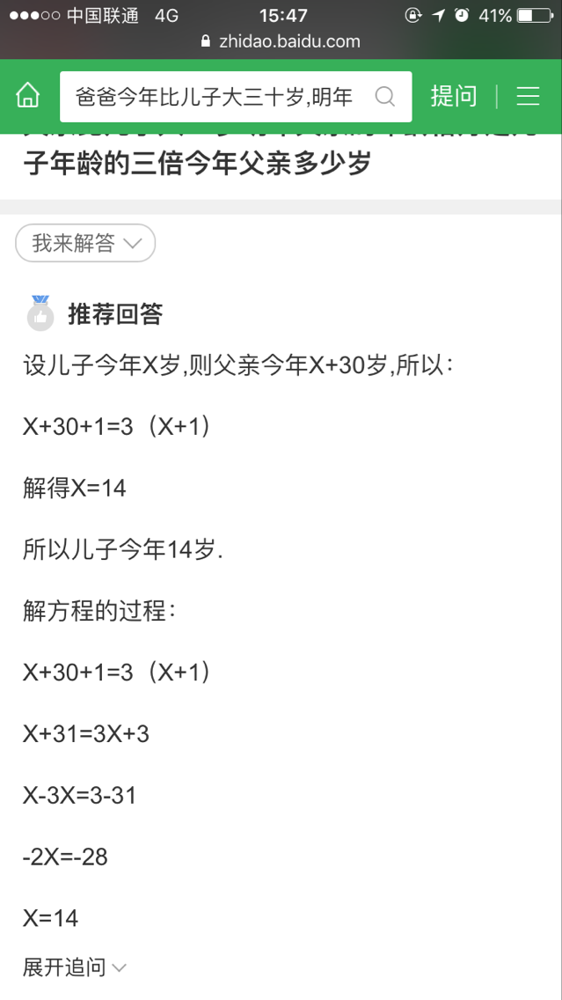 中国联通 4G 15:47 41%
zhidao.baidu.com
爸爸今年比儿子大三十岁,明年 提问
子年龄的三倍今年父亲多少岁
我来解答
推荐回答
设儿子今年X岁,则父亲今年X+30岁,所以：
X+30+1=3（X+1）
解得X=14
所以儿子今年14岁.
解方程的过程：
X+30+1=3（X+1）
X+31=3X+3
X-3X=3-31
-2X=-28
X=14
展开追问